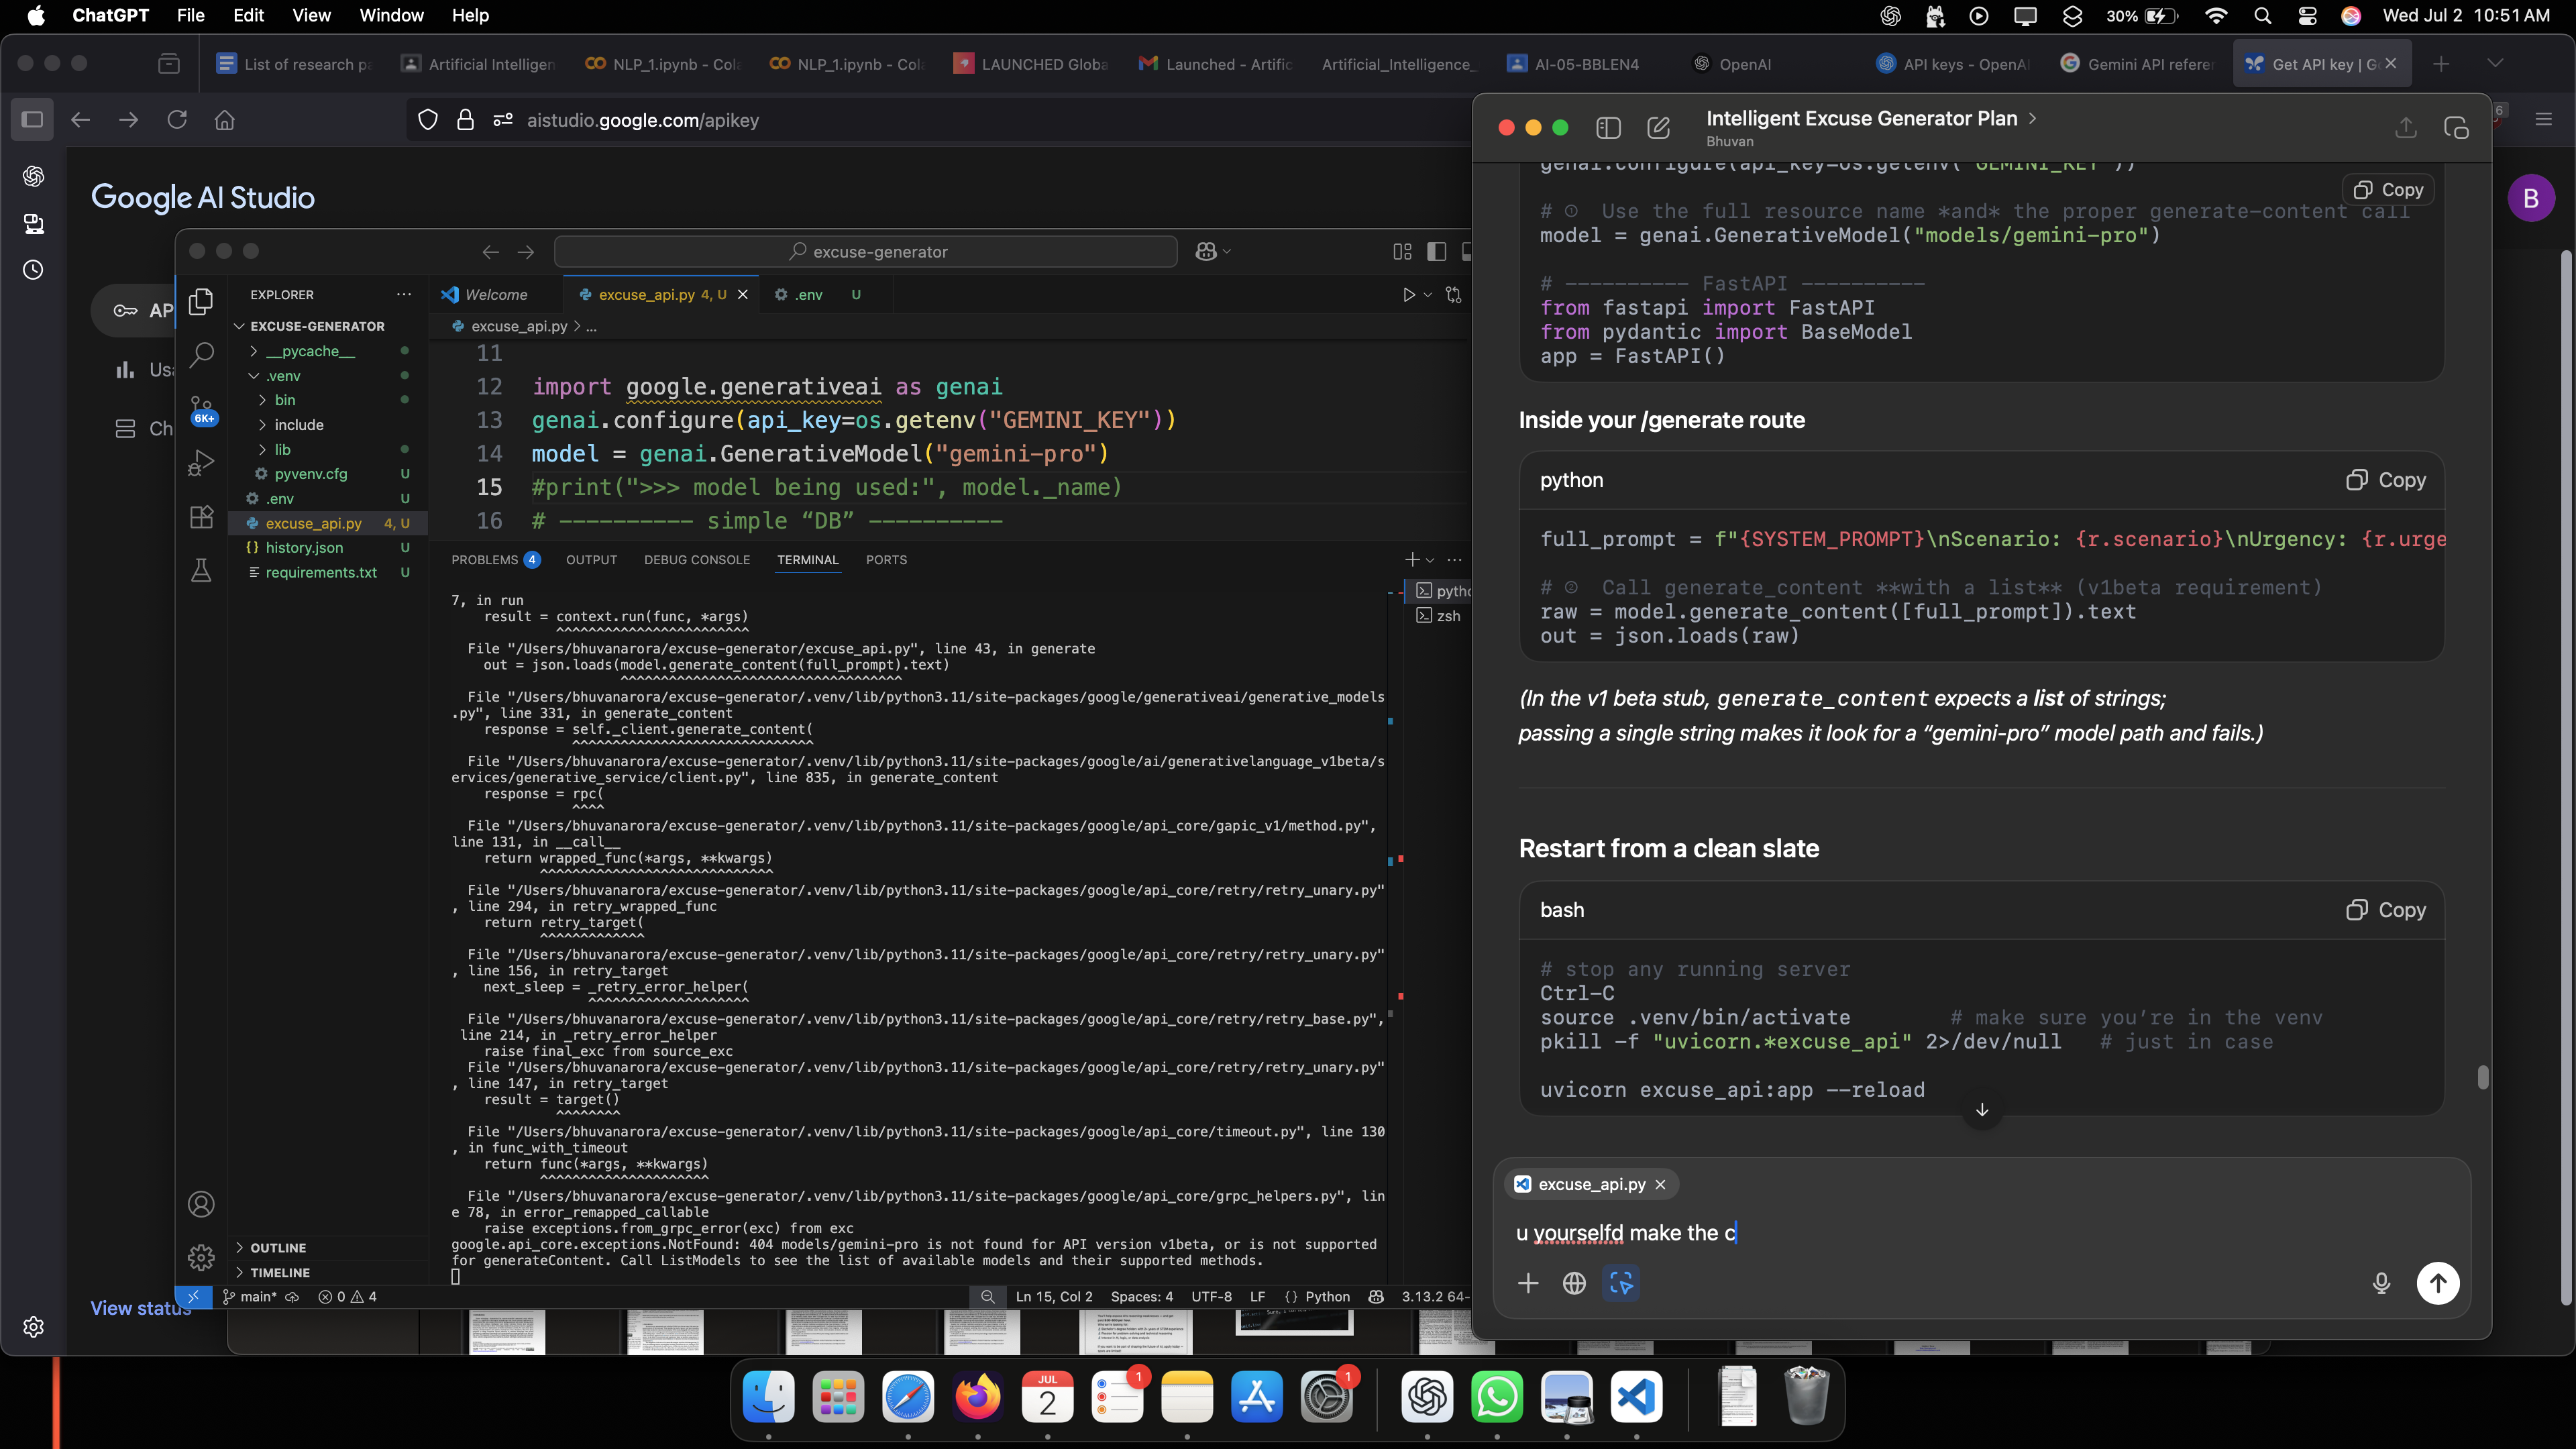 ChatGPT File Edit View Window Help
30% Wed Jul 2 10:51 AM
List of research pa
Artificial Intelligen
NLP_1.ipynb - Cola
NLP_1.ipynb - Cola
LAUNCHED Globa
Launched - Artific
Artificial_Intelligence_
AI-05-BBLEN4
OpenAI
API keys - OpenAI
Gemini API referen
Get API key | G
aistudio.google.com/apikey
6
Google AI Studio
B
AP
Usa
Ch
View status
excuse-generator
EXPLORER
Welcome
excuse_api.py 4, U
.env U
EXCUSE-GENERATOR
excuse_api.py > ...
__pycache__
.venv
bin
include
lib
pyvenv.cfg U
.env U
excuse_api.py 4, U
history.json U
requirements.txt U
6K+
OUTLINE
TIMELINE
11
12 import google.generativeai as genai
13 genai.configure(api_key=os.getenv("GEMINI_KEY"))
14 model = genai.GenerativeModel("gemini-pro")
15 #print(">>> model being used:", model._name)
16 # ---------- simple “DB” ----------
PROBLEMS 4 OUTPUT DEBUG CONSOLE TERMINAL PORTS
pytho
zsh
7, in run
result = context.run(func, *args)
^^^^^^^^^^^^^^^^^^^^^^^^
File "/Users/bhuvanarora/excuse-generator/excuse_api.py", line 43, in generate
out = json.loads(model.generate_content(full_prompt).text)
^^^^^^^^^^^^^^^^^^^^^^^^^^^^^^^^^^^
File "/Users/bhuvanarora/excuse-generator/.venv/lib/python3.11/site-packages/google/generativeai/generative_models
.py", line 331, in generate_content
response = self._client.generate_content(
^^^^^^^^^^^^^^^^^^^^^^^^^^^^^^
File "/Users/bhuvanarora/excuse-generator/.venv/lib/python3.11/site-packages/google/ai/generativelanguage_v1beta/s
ervices/generative_service/client.py", line 835, in generate_content
response = rpc(
^^^^
File "/Users/bhuvanarora/excuse-generator/.venv/lib/python3.11/site-packages/google/api_core/gapic_v1/method.py",
line 131, in __call__
return wrapped_func(*args, **kwargs)
^^^^^^^^^^^^^^^^^^^^^^^^^^^^^
File "/Users/bhuvanarora/excuse-generator/.venv/lib/python3.11/site-packages/google/api_core/retry/retry_unary.py"
, line 294, in retry_wrapped_func
return retry_target(
^^^^^^^^^^^^^
File "/Users/bhuvanarora/excuse-generator/.venv/lib/python3.11/site-packages/google/api_core/retry/retry_unary.py"
, line 156, in retry_target
next_sleep = _retry_error_helper(
^^^^^^^^^^^^^^^^^^^^
File "/Users/bhuvanarora/excuse-generator/.venv/lib/python3.11/site-packages/google/api_core/retry/retry_base.py",
line 214, in _retry_error_helper
raise final_exc from source_exc
File "/Users/bhuvanarora/excuse-generator/.venv/lib/python3.11/site-packages/google/api_core/retry/retry_unary.py"
, line 147, in retry_target
result = target()
^^^^^^^^
File "/Users/bhuvanarora/excuse-generator/.venv/lib/python3.11/site-packages/google/api_core/timeout.py", line 130
, in func_with_timeout
return func(*args, **kwargs)
^^^^^^^^^^^^^^^^^^^^^
File "/Users/bhuvanarora/excuse-generator/.venv/lib/python3.11/site-packages/google/api_core/grpc_helpers.py", lin
e 78, in error_remapped_callable
raise exceptions.from_grpc_error(exc) from exc
google.api_core.exceptions.NotFound: 404 models/gemini-pro is not found for API version v1beta, or is not supported
for generateContent. Call ListModels to see the list of available models and their supported methods.
main* 0 4 Ln 15, Col 2 Spaces: 4 UTF-8 LF {} Python 3.13.2 64-
Intelligent Excuse Generator Plan >
Bhuvan
genai.configure(api_key=os.getenv("GEMINI_KEY"))
Copy
# ① Use the full resource name *and* the proper generate-content call
model = genai.GenerativeModel("models/gemini-pro")
# ---------- FastAPI ----------
from fastapi import FastAPI
from pydantic import BaseModel
app = FastAPI()
Inside your /generate route
python Copy
full_prompt = f"{SYSTEM_PROMPT}\nScenario: {r.scenario}\nUrgency: {r.urge
# ② Call generate_content **with a list** (v1beta requirement)
raw = model.generate_content([full_prompt]).text
out = json.loads(raw)
(In the v1 beta stub, generate_content expects a list of strings;
passing a single string makes it look for a “gemini-pro” model path and fails.)
Restart from a clean slate
bash Copy
# stop any running server
Ctrl-C
source .venv/bin/activate # make sure you’re in the venv
pkill -f "uvicorn.*excuse_api" 2>/dev/null # just in case
uvicorn excuse_api:app --reload
excuse_api.py
u yourselfd make the c
JUL
2
1
1